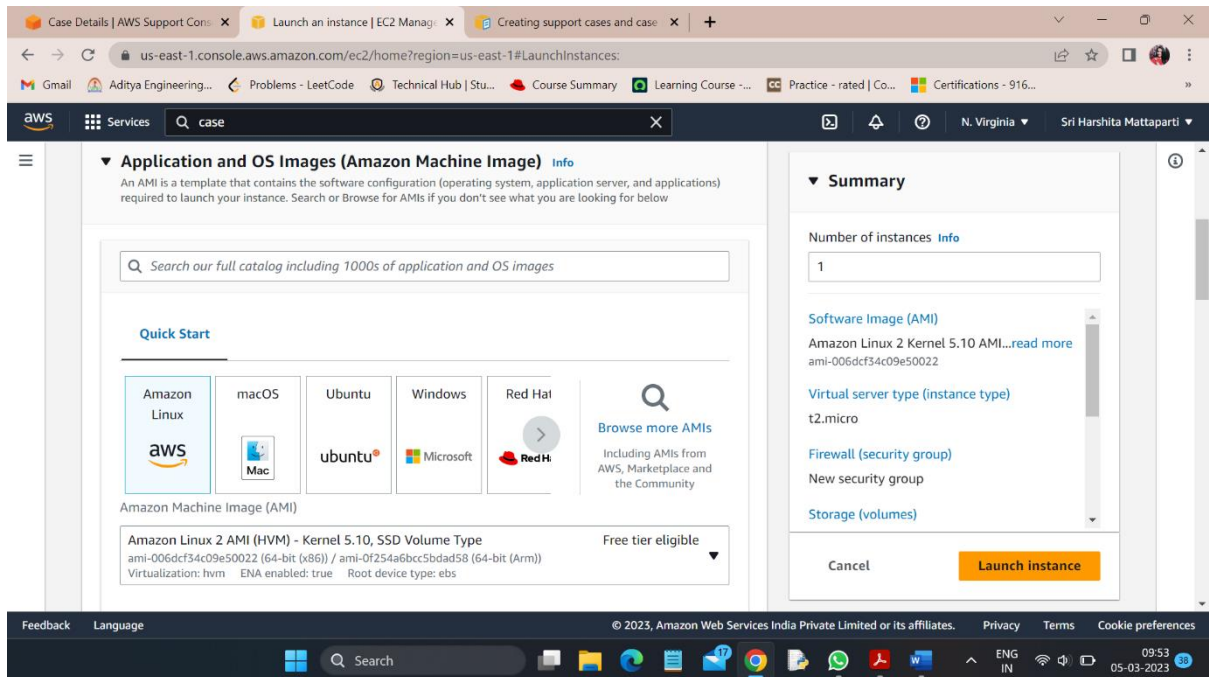 Case Details | AWS Support Cons
Launch an instance | EC2 Manage
Creating support cases and case
us-east-1.console.aws.amazon.com/ec2/home?region=us-east-1#LaunchInstances:
Gmail
Aditya Engineering...
Problems - LeetCode
Technical Hub | Stu...
Course Summary
Learning Course -...
Practice - rated | Co...
Certifications - 916...
aws
Services
case
N. Virginia
Sri Harshita Mattaparti
Application and OS Images (Amazon Machine Image) Info
An AMI is a template that contains the software configuration (operating system, application server, and applications)
required to launch your instance. Search or Browse for AMIs if you don't see what you are looking for below
Search our full catalog including 1000s of application and OS images
Quick Start
Amazon
Linux
aws
macOS
Mac
Ubuntu
ubuntu
Windows
Microsoft
Red Hat
Red H
Browse more AMIs
Including AMIs from
AWS, Marketplace and
the Community
Amazon Machine Image (AMI)
Amazon Linux 2 AMI (HVM) - Kernel 5.10, SSD Volume Type
Free tier eligible
ami-006dcf34c09e50022 (64-bit (x86)) / ami-0f254a6bcc5bdad58 (64-bit (Arm))
Virtualization: hvm ENA enabled: true Root device type: ebs
Summary
Number of instances Info
1
Software Image (AMI)
Amazon Linux 2 Kernel 5.10 AMI...read more
ami-006dcf34c09e50022
Virtual server type (instance type)
t2.micro
Firewall (security group)
New security group
Storage (volumes)
Cancel
Launch instance
Feedback
Language
© 2023, Amazon Web Services India Private Limited or its affiliates.
Privacy
Terms
Cookie preferences
Search
17
ENG
IN
09:53
05-03-2023
38